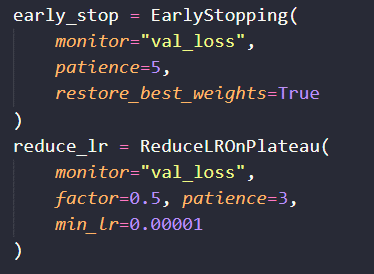 early_stop = EarlyStopping(
    monitor="val_loss",
    patience=5,
    restore_best_weights=True
)
reduce_lr = ReduceLROnPlateau(
    monitor="val_loss",
    factor=0.5, patience=3,
    min_lr=0.00001
)